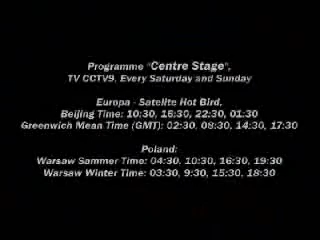 Programme "Centre Stage",
TV CCTV9, Every Saturday and Sunday
Europa - Satelite Hot Bird,
Beijing Time: 10:30, 16:30, 22:30, 01:30
Greenwich Mean Time (GMT): 02:30, 08:30, 14:30, 17:30
Poland:
Warsaw Sammer Time: 04:30, 10:30, 16:30, 19:30
Warsaw Winter Time: 03:30, 9:30, 15:30, 18:30